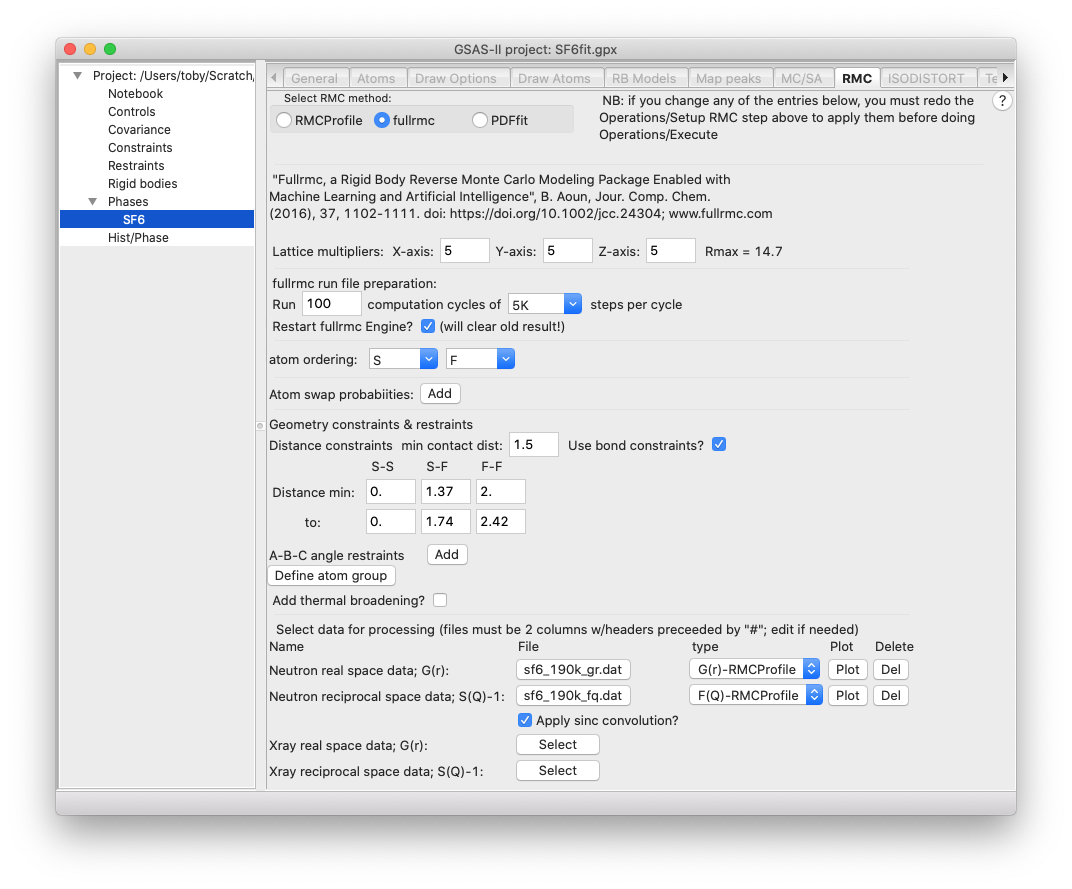 GSAS-II project: SF6fit.gpx
Project: /Users/toby/Scratch/
Notebook
Controls
Covariance
Constraints
Restraints
Rigid bodies
Phases
SF6
Hist/Phase
General Atoms Draw Options Draw Atoms RB Models Map peaks MC/SA RMC ISODISTORT Te
Select RMC method:
RMCProfile fullrmc PDFfit
NB: if you change any of the entries below, you must redo the
Operations/Setup RMC step above to apply them before doing
Operations/Execute
?
"Fullrmc, a Rigid Body Reverse Monte Carlo Modeling Package Enabled with
Machine Learning and Artificial Intelligence", B. Aoun, Jour. Comp. Chem.
(2016), 37, 1102-1111. doi: https://doi.org/10.1002/jcc.24304; www.fullrmc.com
Lattice multipliers: X-axis: 5 Y-axis: 5 Z-axis: 5 Rmax = 14.7
fullrmc run file preparation:
Run 100 computation cycles of 5K steps per cycle
Restart fullrmc Engine? (will clear old result!)
atom ordering: S F
Atom swap probabiities: Add
Geometry constraints & restraints
Distance constraints min contact dist: 1.5 Use bond constraints?
S-S S-F F-F
Distance min: 0. 1.37 2.
to: 0. 1.74 2.42
A-B-C angle restraints Add
Define atom group
Add thermal broadening?
Select data for processing (files must be 2 columns w/headers preceeded by "#"; edit if needed)
Name File type Plot Delete
Neutron real space data; G(r): sf6_190k_gr.dat G(r)-RMCProfile Plot Del
Neutron reciprocal space data; S(Q)-1: sf6_190k_fq.dat F(Q)-RMCProfile Plot Del
Apply sinc convolution?
Xray real space data; G(r): Select
Xray reciprocal space data; S(Q)-1: Select